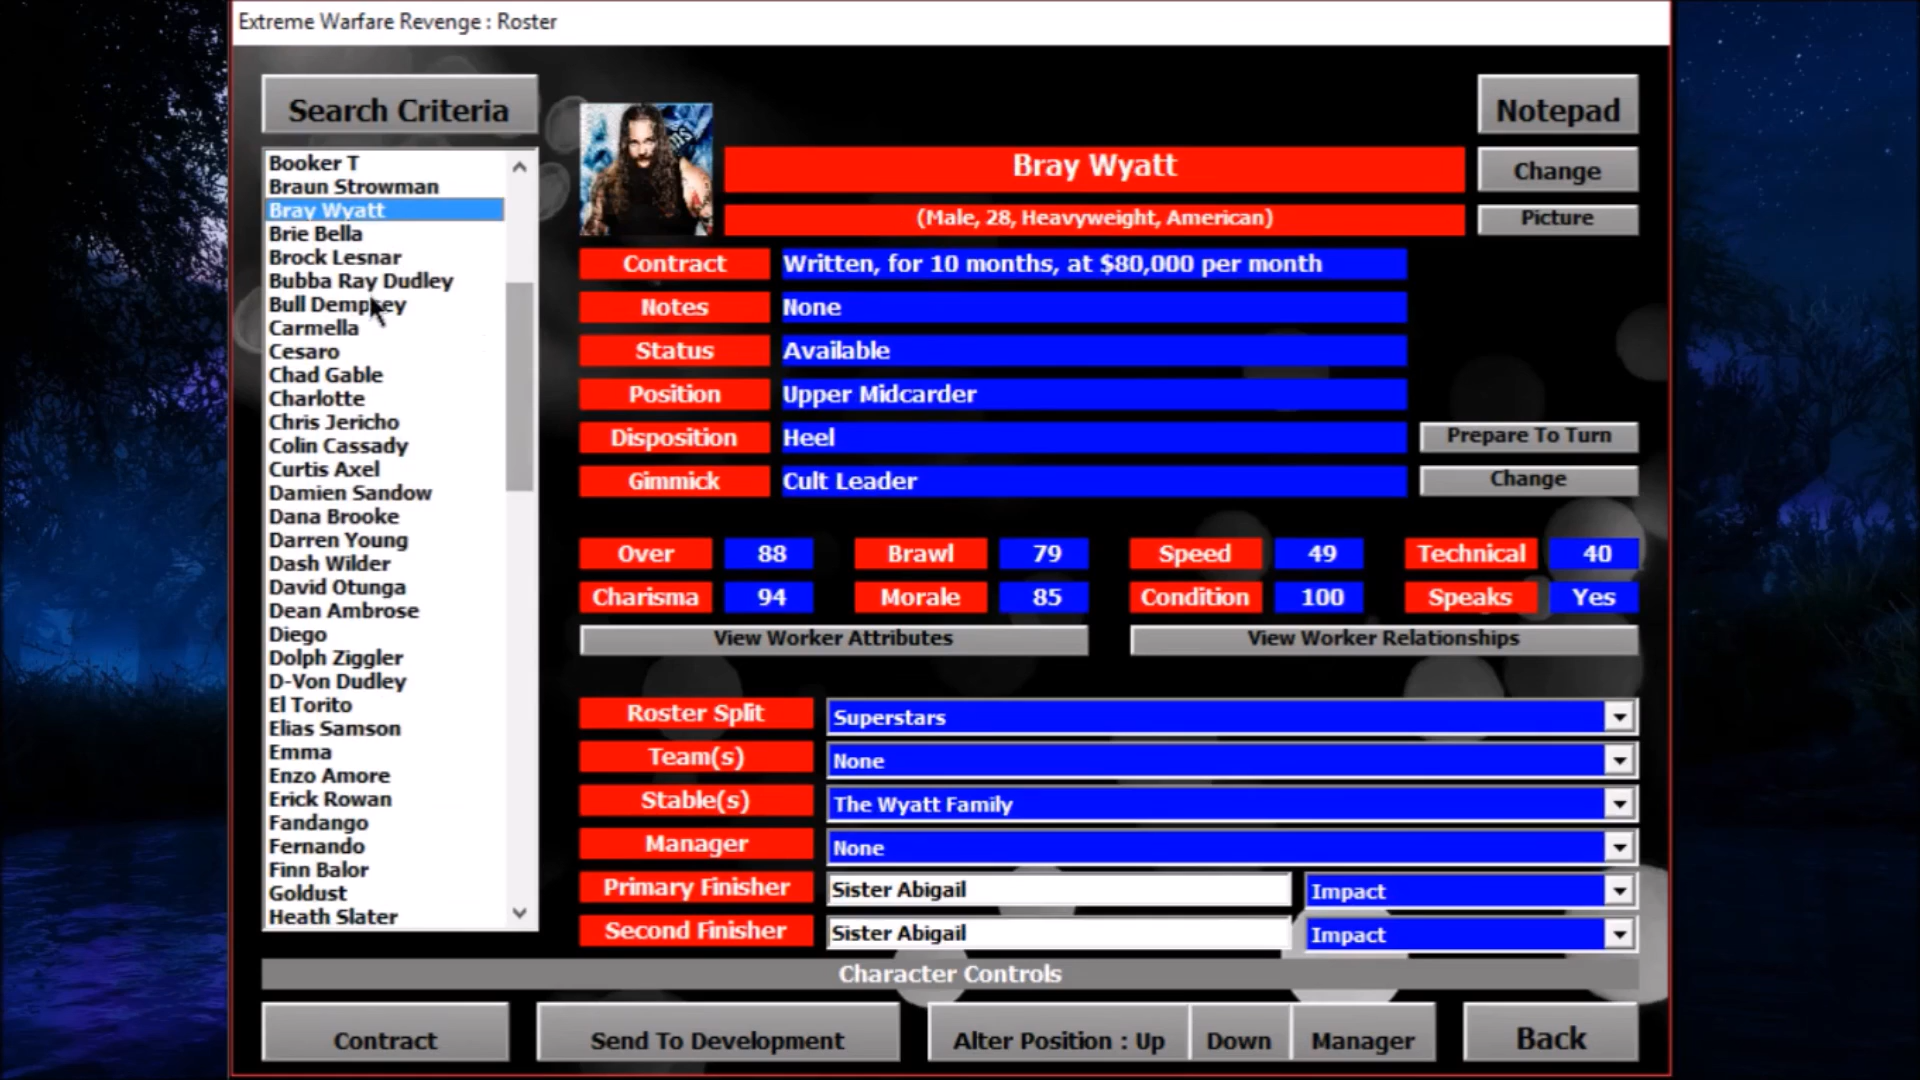 Extreme Warfare Revenge : Roster
Search Criteria
Notepad
Booker T
Braun Strowman
Bray Wyatt
Brie Bella
Brock Lesnar
Bubba Ray Dudley
Bull Dempsey
Carmella
Cesaro
Chad Gable
Charlotte
Chris Jericho
Colin Cassady
Curtis Axel
Damien Sandow
Dana Brooke
Darren Young
Dash Wilder
David Otunga
Dean Ambrose
Diego
Dolph Ziggler
D-Von Dudley
El Torito
Elias Samson
Emma
Enzo Amore
Erick Rowan
Fandango
Fernando
Finn Balor
Goldust
Heath Slater
Bray Wyatt
Change
(Male, 28, Heavyweight, American)
Picture
Contract Written, for 10 months, at $80,000 per month
Notes None
Status Available
Position Upper Midcarder
Disposition Heel Prepare To Turn
Gimmick Cult Leader Change
Over 88 Brawl 79 Speed 49 Technical 40
Charisma 94 Morale 85 Condition 100 Speaks Yes
View Worker Attributes View Worker Relationships
Roster Split Superstars
Team(s) None
Stable(s) The Wyatt Family
Manager None
Primary Finisher Sister Abigail Impact
Second Finisher Sister Abigail Impact
Character Controls
Contract Send To Development Alter Position : Up Down Manager Back